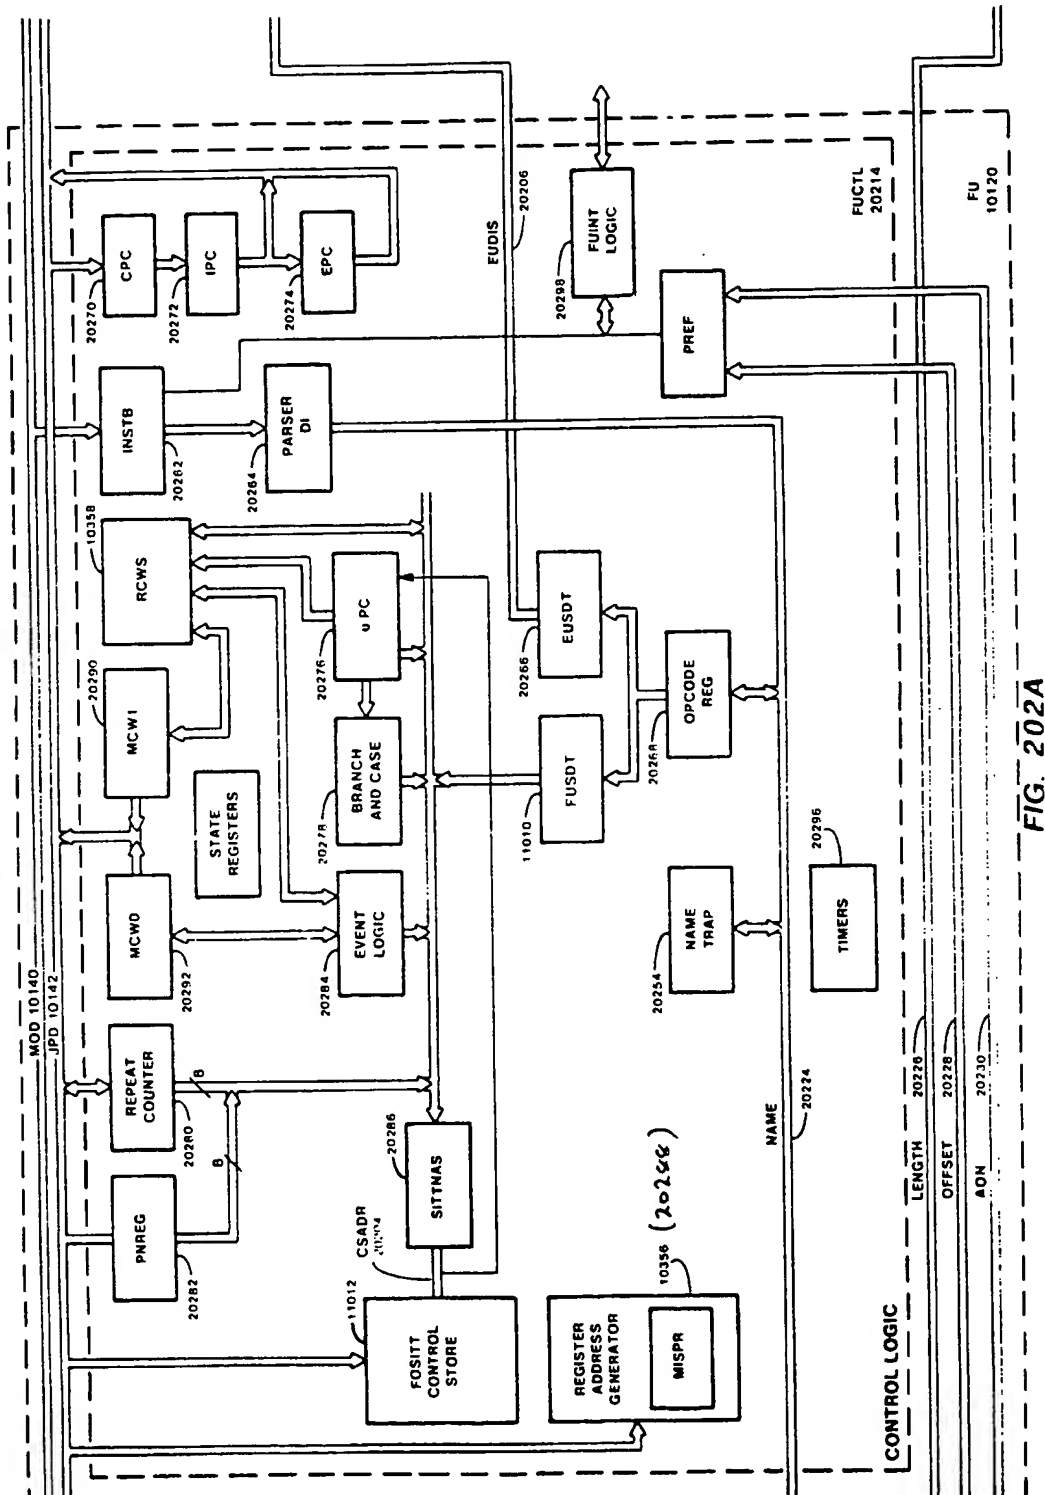 MOD 10140
JPD 10142
PNREG
20282
REPEAT
COUNTER
20280
8
8
MCWD
20292
MCW1
20290
RCWS
10358
INSTB
20262
CPC
20270
IPC
20272
EPC
20274
STATE
REGISTERS
EVENT
LOGIC
20284
BRANCH
AND CASE
20278
uPC
20276
PARSER
DI
20264
FOSITT
CONTROL
STORE
11012
CSADR
SITTNAS
20286
FUSDT
11010
EUSDT
20266
EUDIS
20206
FUINT
LOGIC
20298
REGISTER
ADDRESS
GENERATOR
MISPR
10356 (20288)
NAME
TRAP
20254
OPCODE
REG
20268
PREF
NAME
20224
TIMERS
20296
FUCTL
20214
CONTROL LOGIC
LENGTH 20226
OFFSET 20228
AON 20230
FU
10120
FIG. 202A